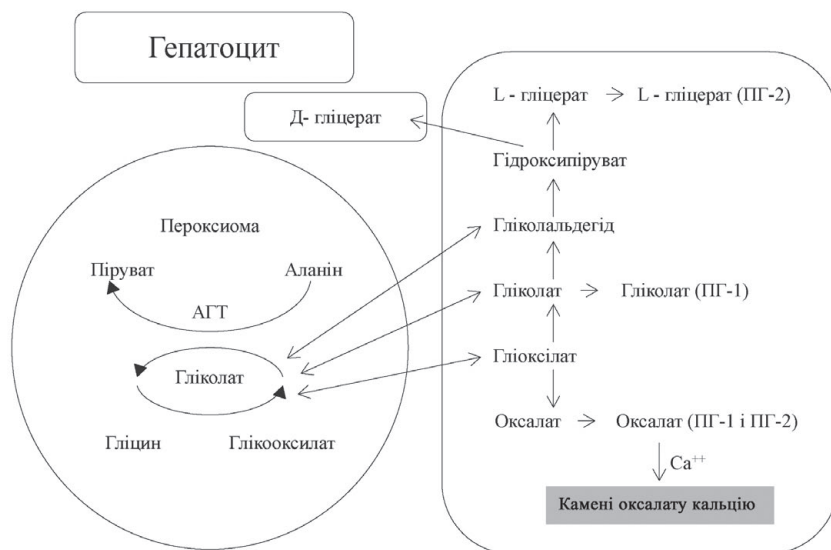 Гепатоцит
Д- гліцерат
L - гліцерат L - гліцерат (ПГ-2)
Гідроксипіруват
Гліколальдегід
Гліколат Гліколат (ПГ-1)
Гліоксілат
Оксалат Оксалат (ПГ-1 і ПГ-2)
Ca++
Камені оксалату кальцію
Пероксиома
Піруват Аланін
АГТ
Гліколат
Гліцин Глікооксилат